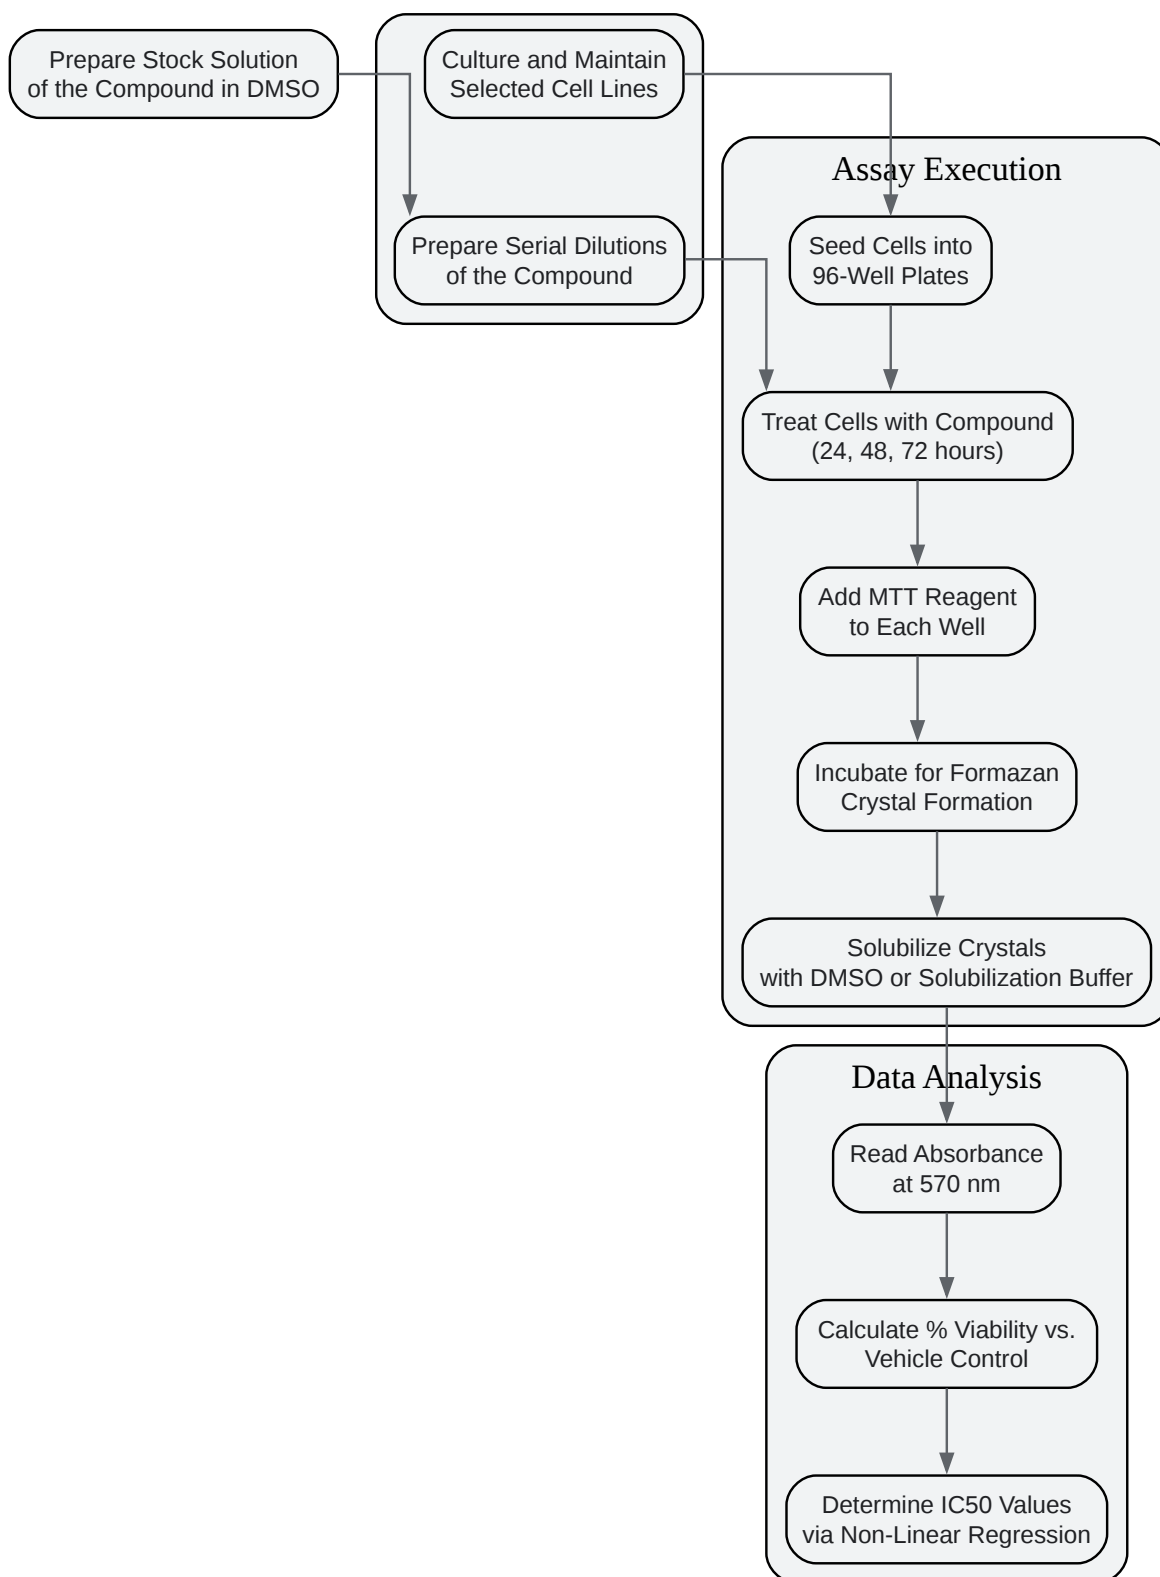 Prepare Stock Solution
of the Compound in DMSO
Culture and Maintain
Selected Cell Lines
Prepare Serial Dilutions
of the Compound
Assay Execution
Seed Cells into
96-Well Plates
Treat Cells with Compound
(24, 48, 72 hours)
Add MTT Reagent
to Each Well
Incubate for Formazan
Crystal Formation
Solubilize Crystals
with DMSO or Solubilization Buffer
Data Analysis
Read Absorbance
at 570 nm
Calculate % Viability vs.
Vehicle Control
Determine IC50 Values
via Non-Linear Regression